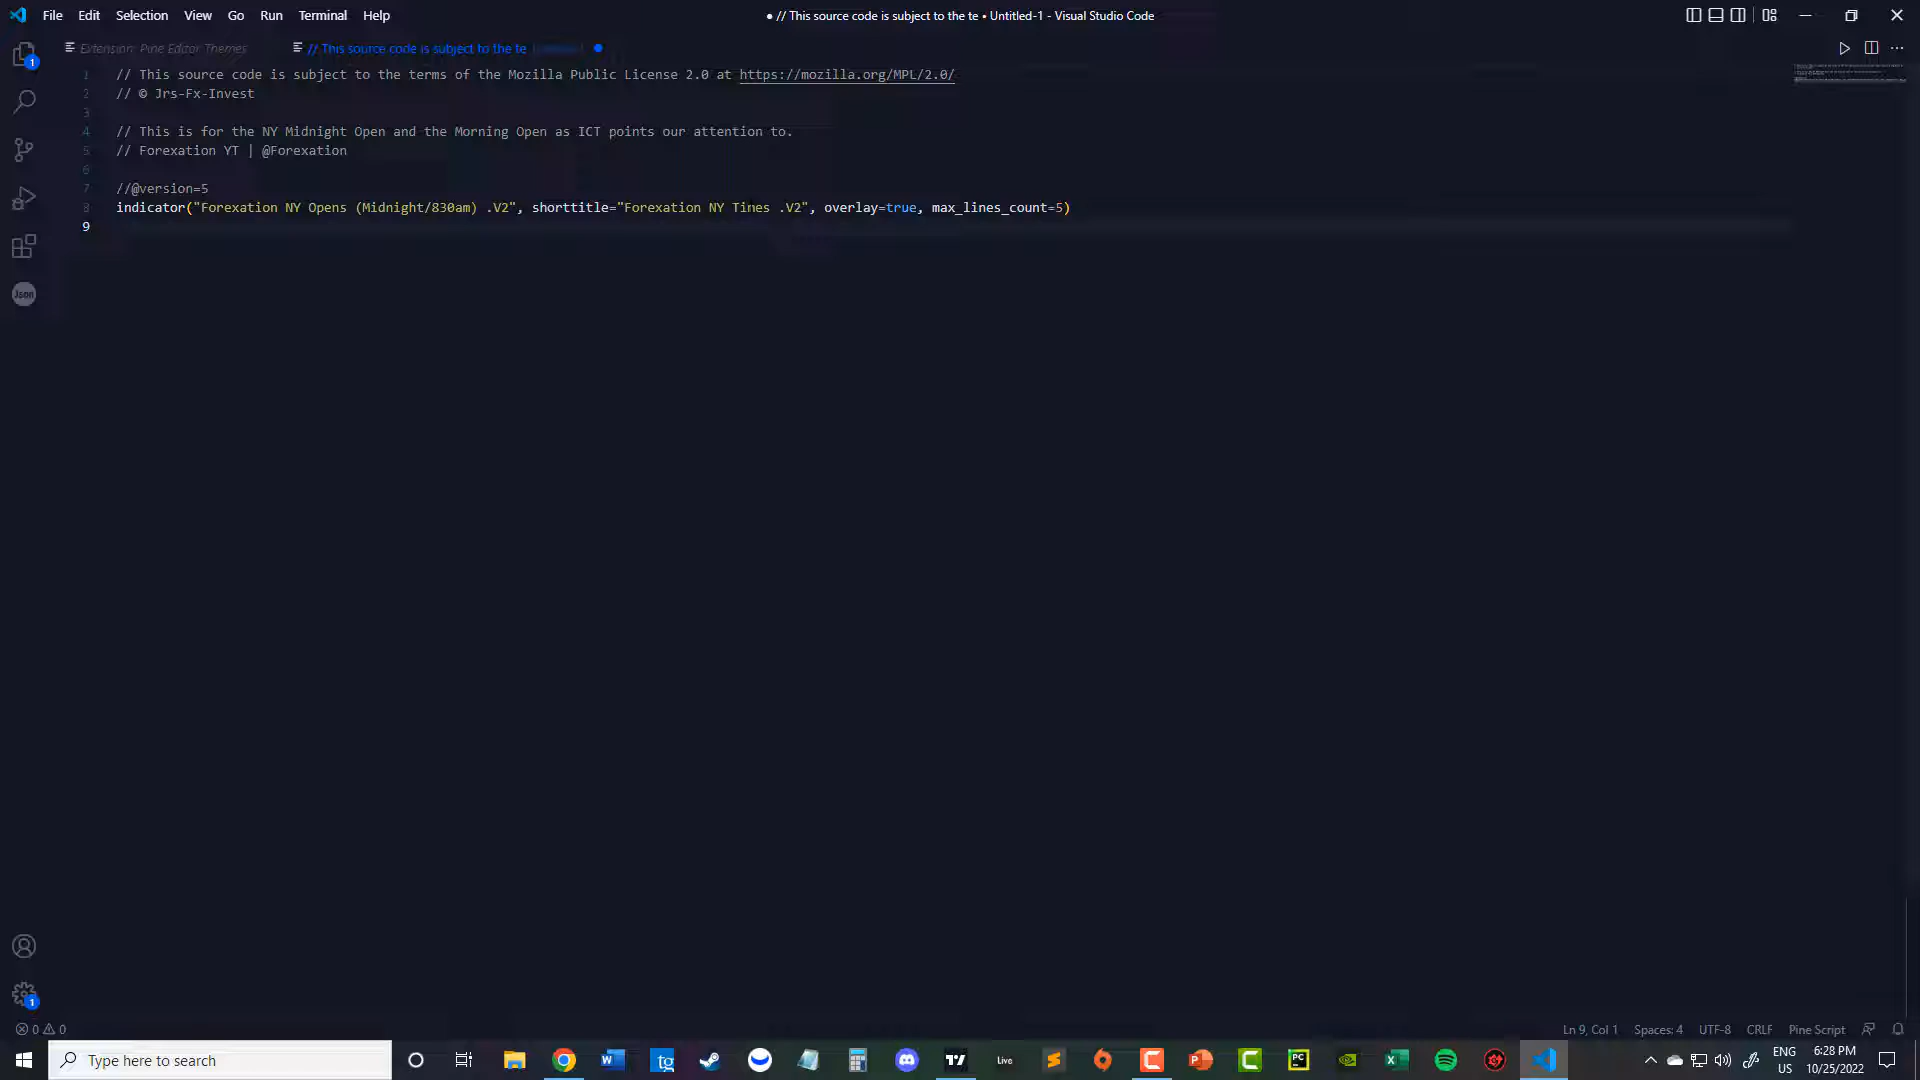 File Edit Selection View Go Run Terminal Help
● // This source code is subject to the te • Untitled-1 - Visual Studio Code
1
Extension: Pine Editor Themes
// This source code is subject to the te
1 // This source code is subject to the terms of the Mozilla Public License 2.0 at https://mozilla.org/MPL/2.0/
2 // © Jrs-Fx-Invest
3
4 // This is for the NY Midnight Open and the Morning Open as ICT points our attention to.
5 // Forexation YT | @Forexation
6
7 //@version=5
8 indicator("Forexation NY Opens (Midnight/830am) .V2", shorttitle="Forexation NY Times .V2", overlay=true, max_lines_count=5)
9
Json
1
0 0
Ln 9, Col 1 Spaces: 4 UTF-8 CRLF Pine Script
Type here to search
W tg Live P C PC X
ENG
US
6:28 PM
10/25/2022